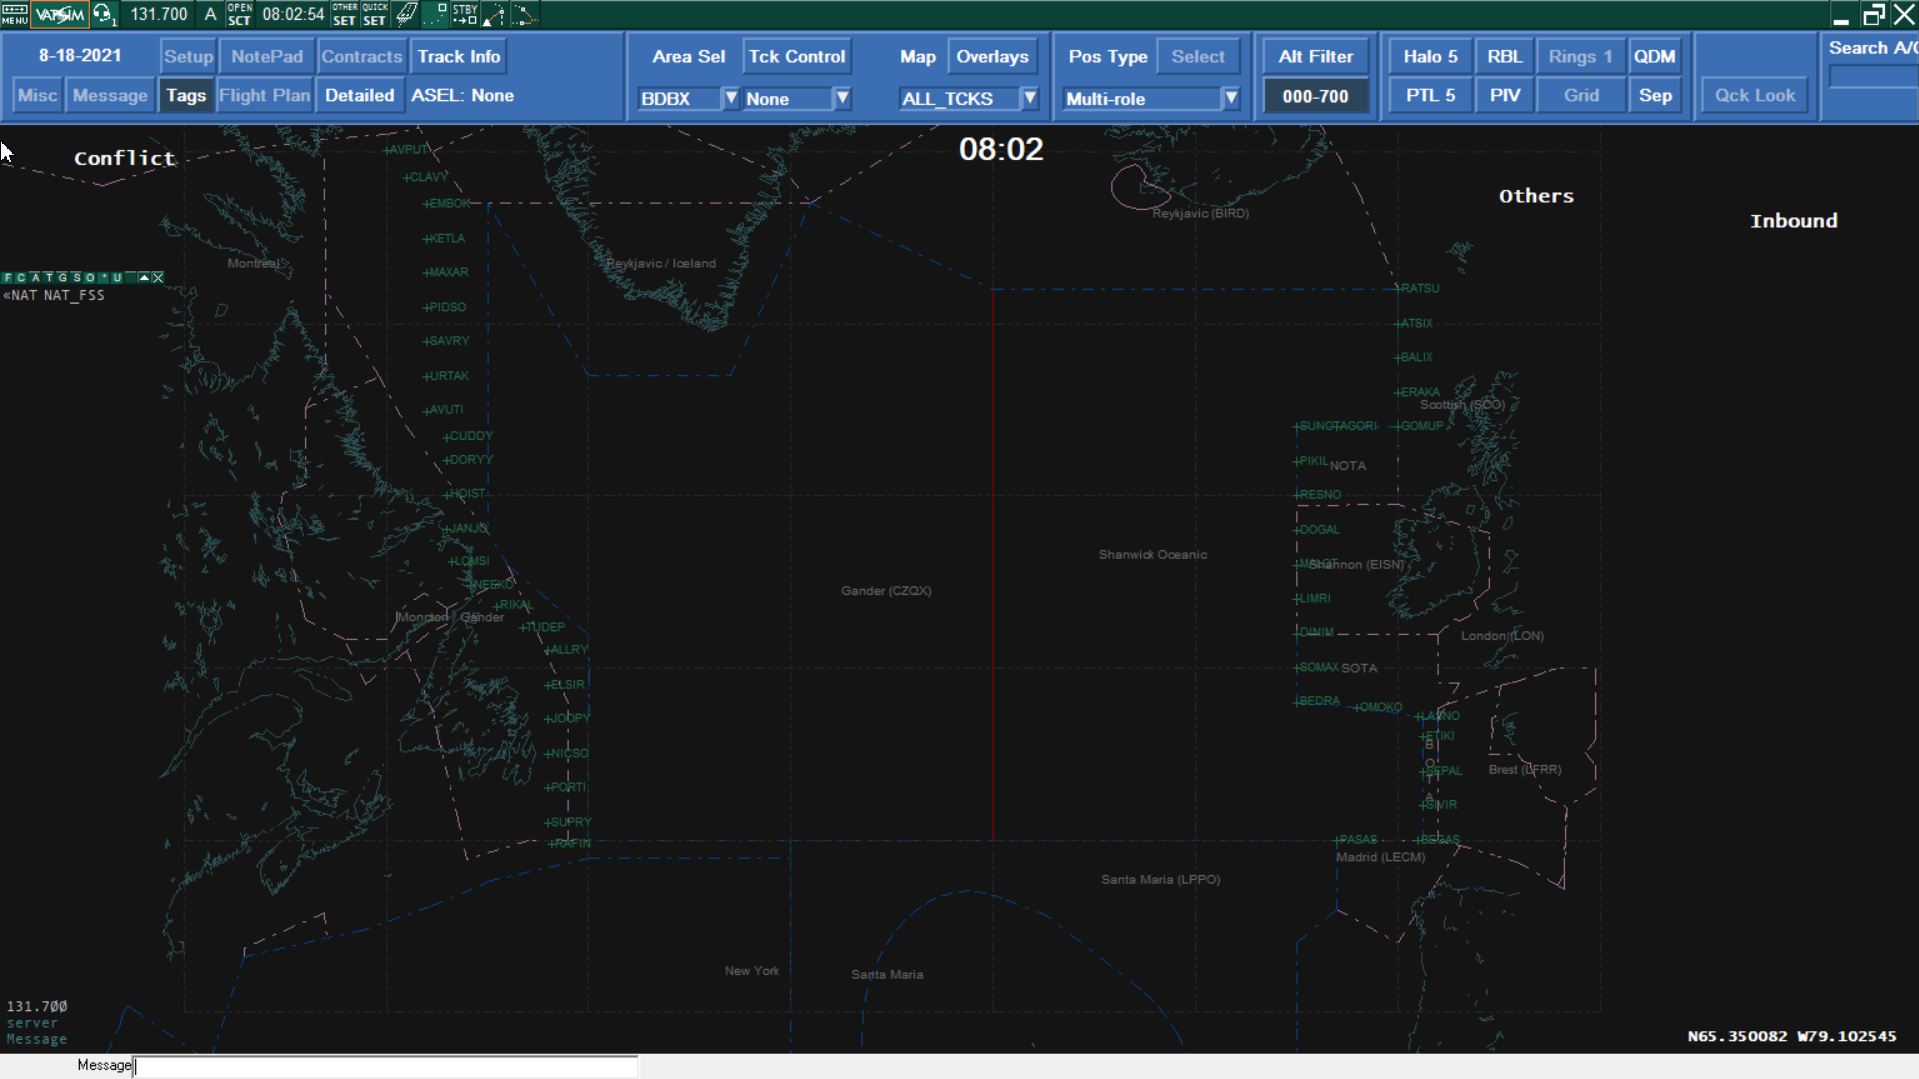 MENU VATSIM 1 131.700 A OPEN SCT 08:02:54 OTHER SET QUICK SET STBY
8-18-2021 Setup NotePad Contracts Track Info Area Sel Tck Control Map Overlays Pos Type Select Alt Filter Halo 5 RBL Rings 1 QDM Search A/C
Misc Message Tags Flight Plan Detailed ASEL: None BDBX None ALL_TCKS Multi-role 000-700 PTL 5 PIV Grid Sep Qck Look
08:02
Conflict
Others
Inbound
AVPUT
CLAVY
EMBOK
Reykjavic (BIRD)
KETLA
Montreal
Reykjavic / Iceland
MAXAR
F C A T G S O * U
«NAT NAT_FSS
RATSU
PIDSO
ATSIX
SAVRY
BALIX
URTAK
ERAKA
Scottish (SCO)
AVUTI
SUNOT
AGORI
GOMUP
CUDDY
DORYY
PIKIL
NOTA
HOIST
RESNO
JANJO
DOGAL
Shanwick Oceanic
LOMSI
MALOT
Shannon (EISN)
NEEKO
Gander (CZQX)
RIKAL
LIMRI
Moncton / Gander
TUDEP
DINIM
London (LON)
ALLRY
SOMAX
SOTA
ELSIR
BEDRA
OMOKO
LASNO
JOOPY
ETIKI
B
O
T
A
NICSO
SEPAL
Brest (LFRR)
PORTI
SIVIR
SUPRY
RAFIN
PASAS
BEGAS
Madrid (LECM)
Santa Maria (LPPO)
New York
Santa Maria
131.700
server
Message
N65.350082 W79.102545
Message